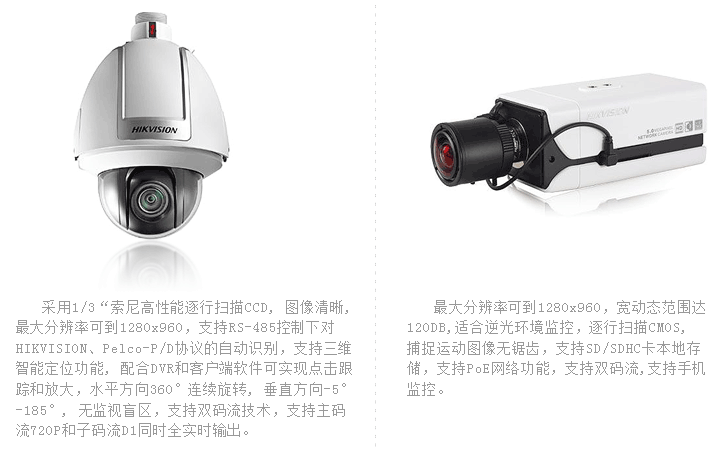 HIKVISION
采用1/3“索尼高性能逐行扫描CCD, 图像清晰,
最大分辨率可到1280x960，支持RS-485控制下对
HIKVISION、Pelco-P/D协议的自动识别，支持三维
智能定位功能, 配合DVR和客户端软件可实现点击跟
踪和放大，水平方向360°连续旋转, 垂直方向-5°
-185°, 无监视盲区，支持双码流技术，支持主码
流720P和子码流D1同时全实时输出。
HIKVISION
NETWORK CAMERA
最大分辨率可到1280x960，宽动态范围达
120DB,适合逆光环境监控，逐行扫描CMOS,
捕捉运动图像无锯齿，支持SD/SDHC卡本地存
储，支持PoE网络功能，支持双码流,支持手机
监控。